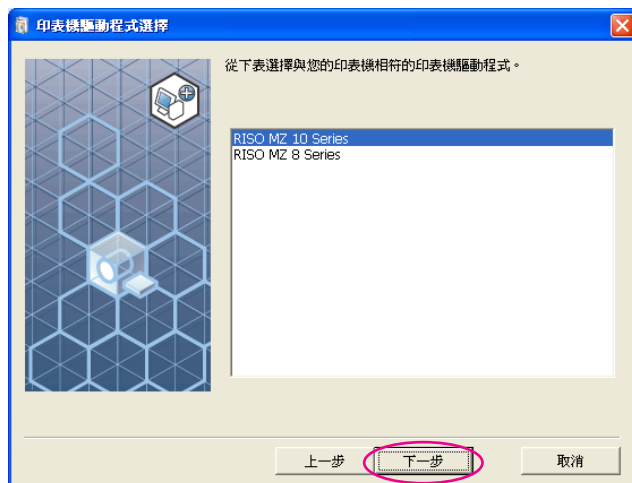 印表機驅動程式選擇
從下表選擇與您的印表機相符的印表機驅動程式。
RISO MZ 10 Series
RISO MZ 8 Series
上一步
下一步
取消